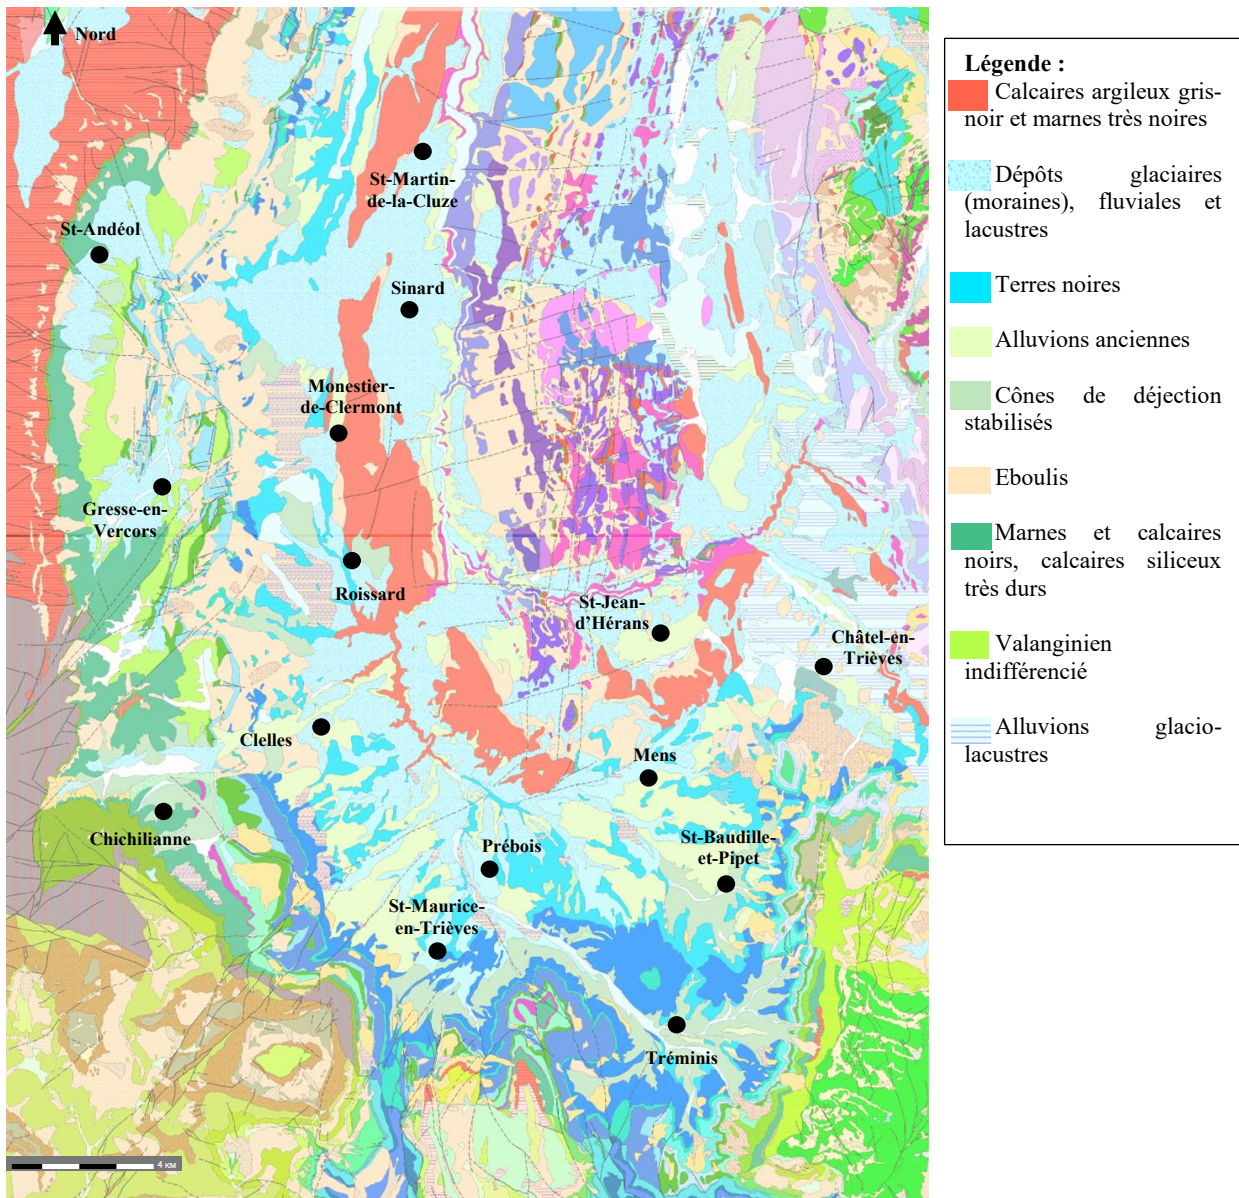 Nord
St-Martin-
de-la-Cluze
St-Andéol
Sinard
Monestier-
de-Clermont
Gresse-en-
Vercors
Roissard
St-Jean-
d’Hérans
Châtel-en-
Trièves
Clelles
Mens
Chichilianne
Prébois
St-Baudille-
et-Pipet
St-Maurice-
en-Trièves
Tréminis
4 KM
Légende :
Calcaires argileux gris-
noir et marnes très noires
Dépôts glaciaires
(moraines), fluviales et
lacustres
Terres noires
Alluvions anciennes
Cônes de déjection
stabilisés
Eboulis
Marnes et calcaires
noirs, calcaires siliceux
très durs
Valanginien
indifférencié
Alluvions glacio-
lacustres